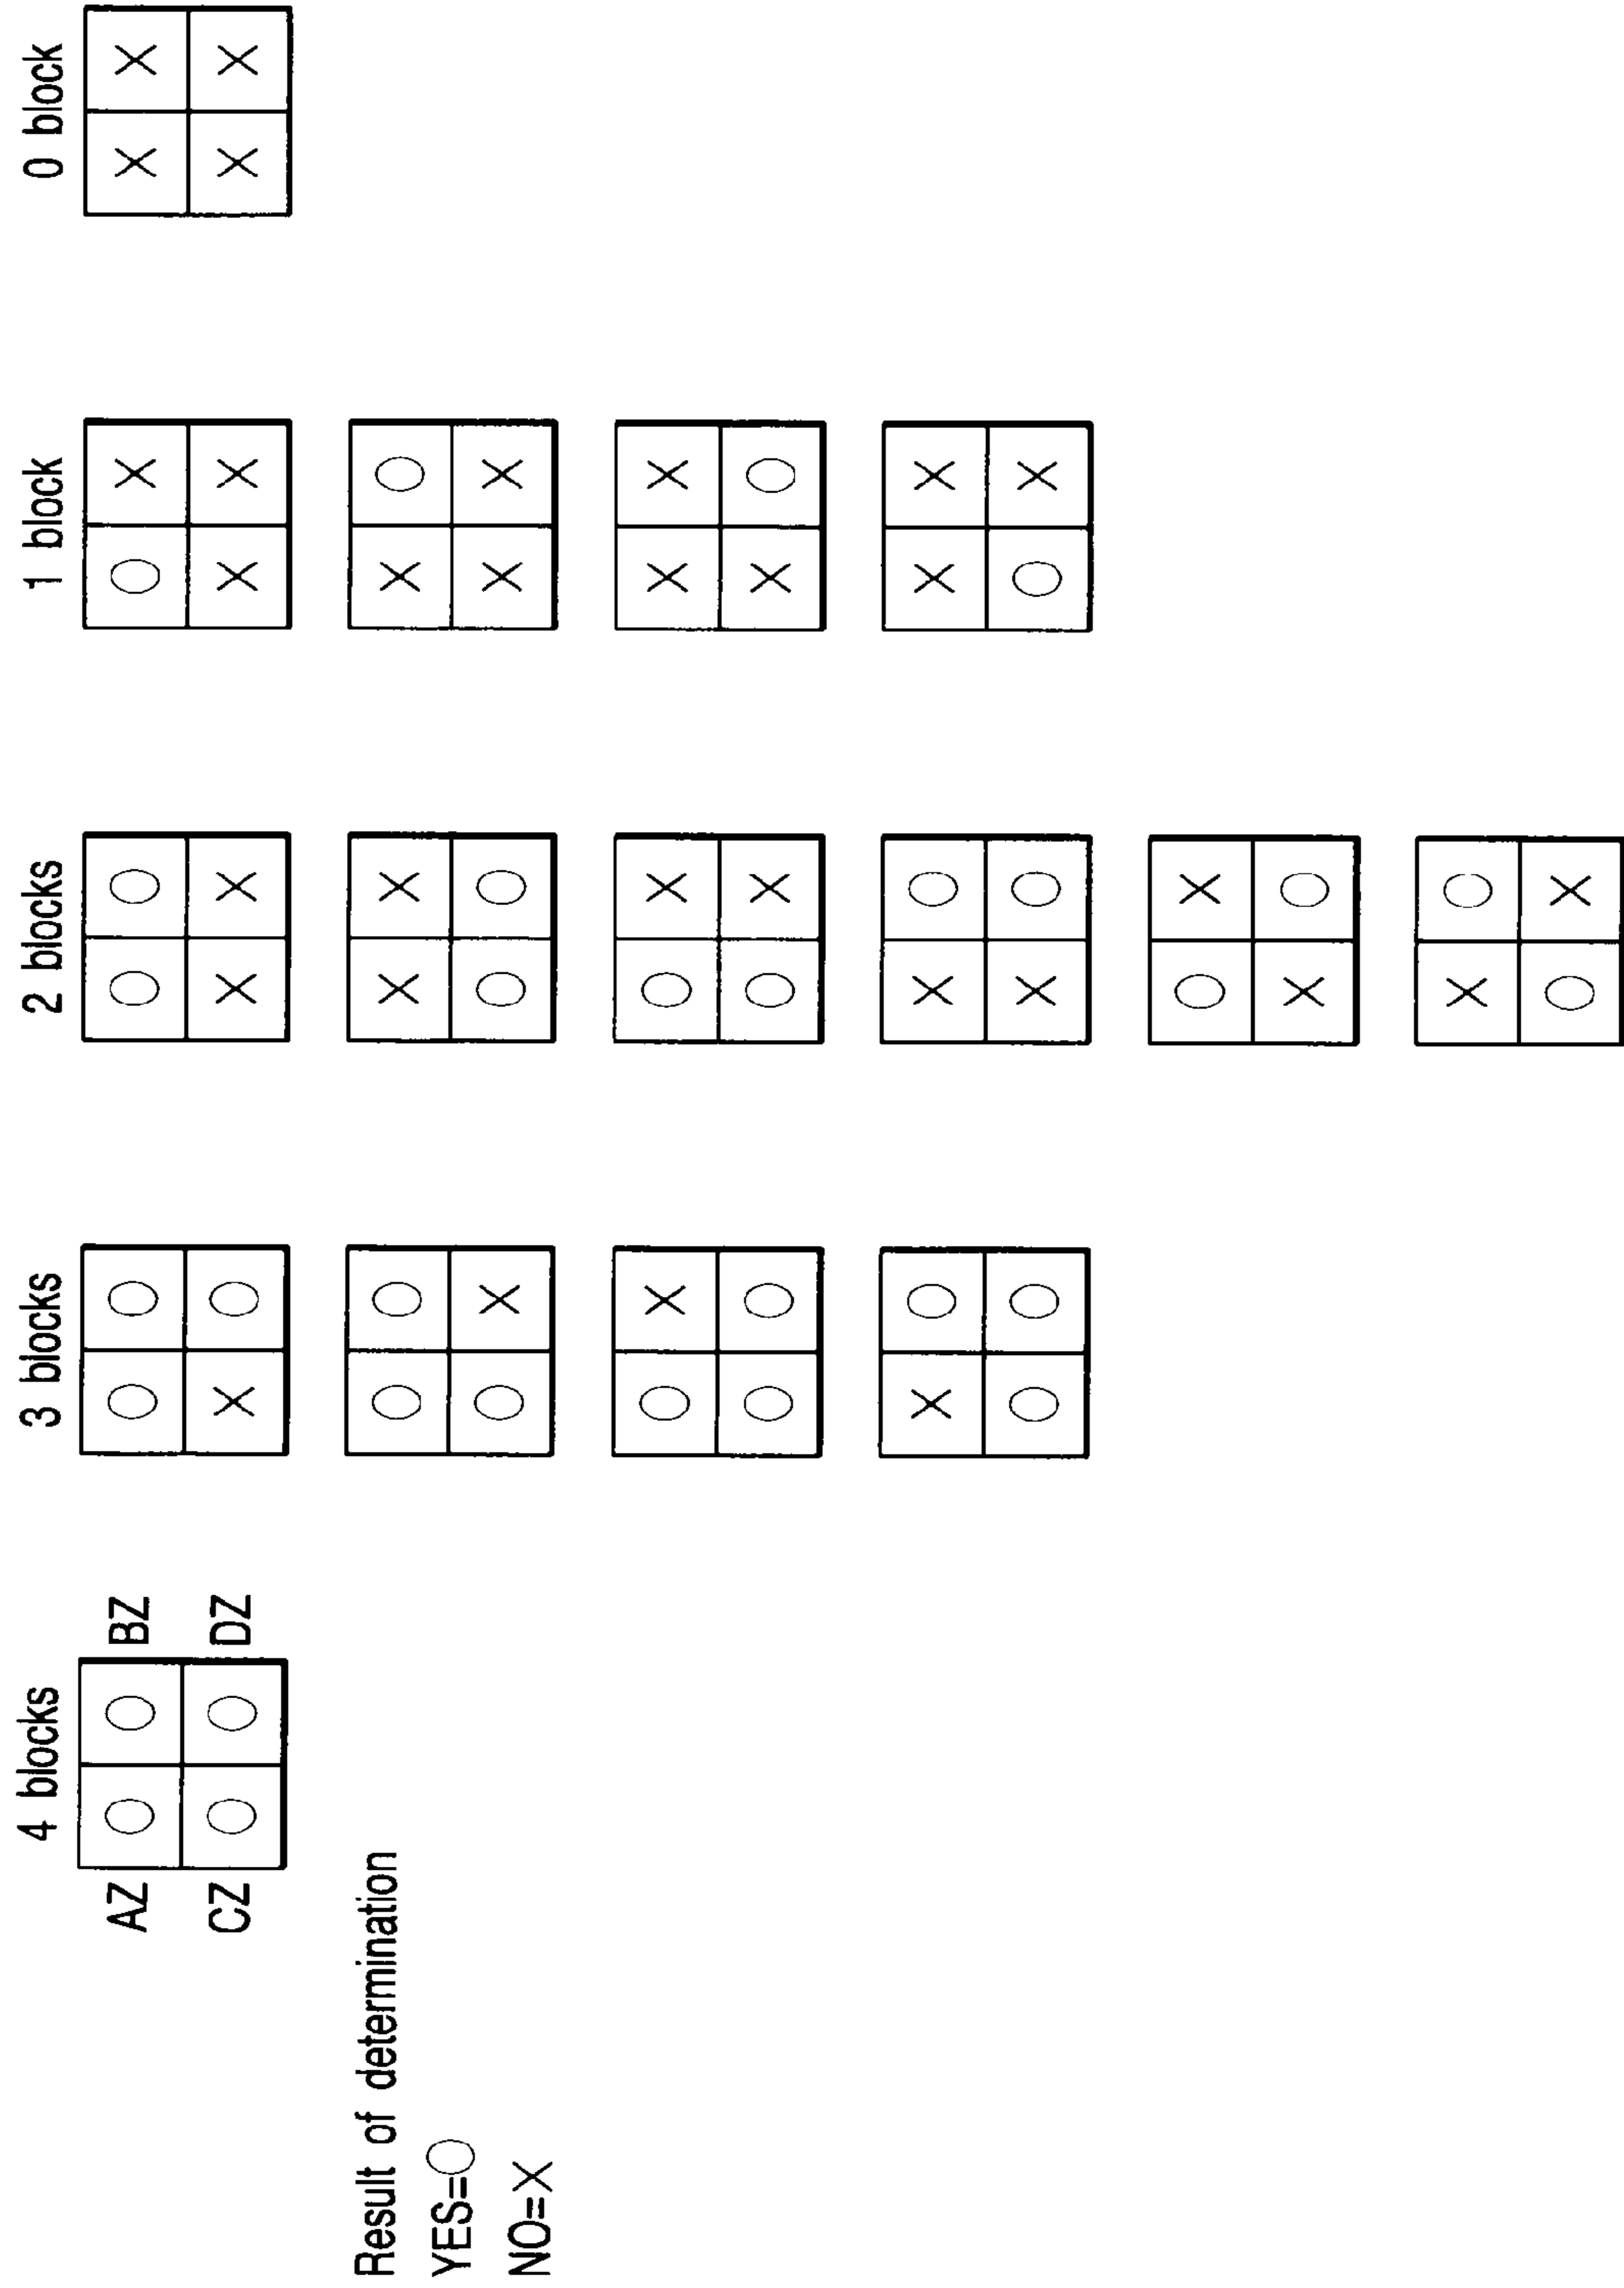 4 blocks 3 blocks 2 blocks 1 block 0 block
AZ ○ ○ BZ ○ ○ ○ ○ ○ X X X
CZ ○ ○ DZ X ○ X X X X X X
Result of determination
YES=○
NO=X
○ ○ X X X ○
○ X ○ ○ X X
○ X ○ X X X
○ ○ ○ X X ○
X ○ X ○ X X
○ ○ X ○ ○ X
○ X
X ○
X ○
○ X